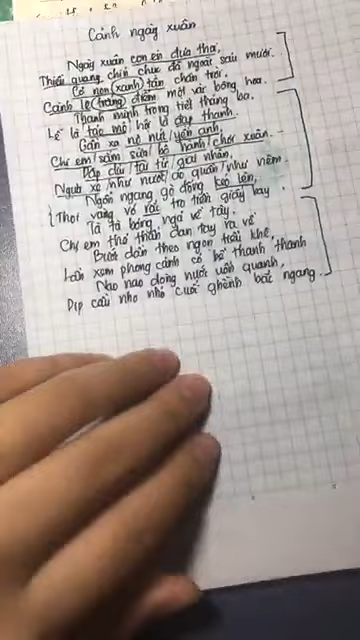 Cảnh ngày xuân
Ngày xuân con én đưa thoi,
Thiều quang chín chục đã ngoài sáu mươi.
Cỏ non (xanh) tận chân trời,
Cành lê (trắng) điểm một vài bông hoa.
Thanh minh trong tiết tháng ba,
Lễ là tảo mộ, hội là đạp thanh.
Gần xa nô nức/yến anh,
Chị em/sắm sửa/bộ hành/chơi xuân.
Dập dìu/tài tử/giai nhân,
Ngựa xe/như nước/áo quần/như nêm.
Ngổn ngang gò đống kéo lên,
Thoi vàng vó rắc tro tiền giấy bay.
Tà tà bóng ngả về tây,
Chị em thơ thẩn dan tay ra về
Bước dần theo ngọn tiểu khê,
Lần xem phong cảnh có bề thanh thanh
Nao nao dòng nước uốn quanh,
Dịp cầu nho nhỏ cuối ghềnh bắc ngang.